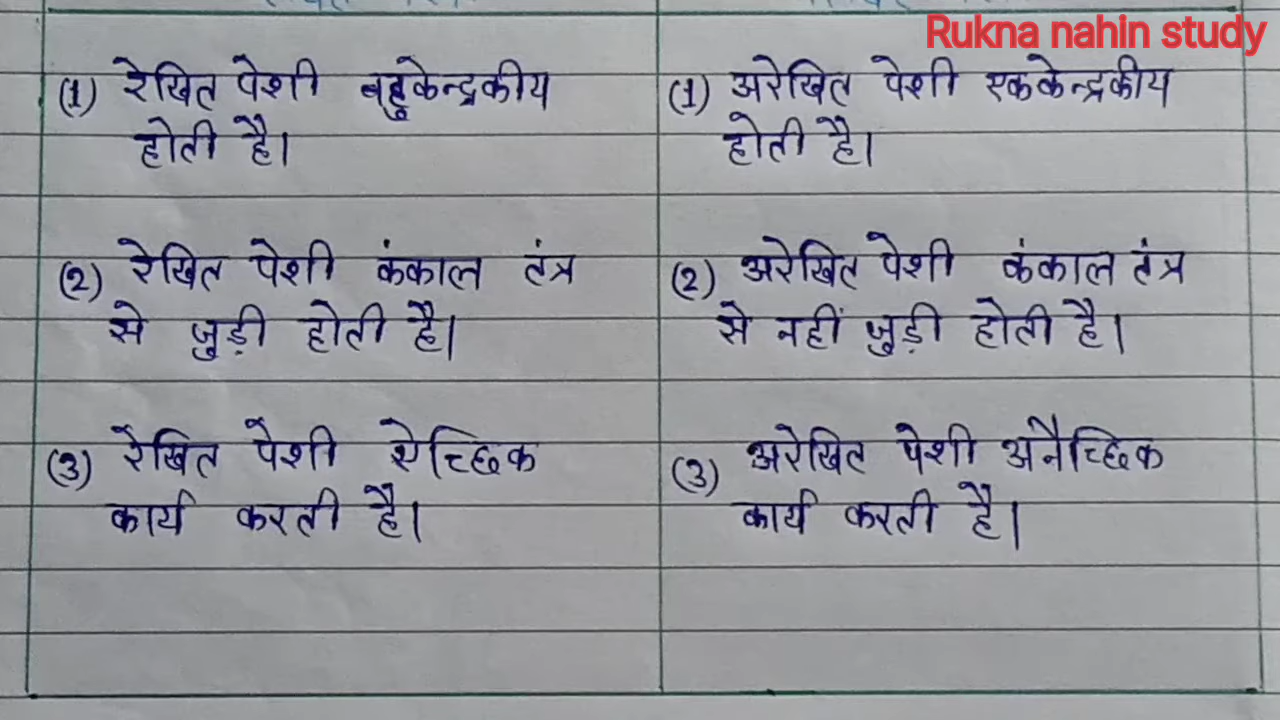 Rukna nahin study
(1) रेखित पेशी बहुकेन्द्रकीय
होती है।
(2) रेखित पेशी कंकाल तंत्र
से जुड़ी होती है।
(3) रेखित पेशी ऐच्छिक
कार्य करती है।
(1) अरेखित पेशी एककेन्द्रकीय
होती है।
(2) अरेखित पेशी कंकाल तंत्र
से नहीं जुड़ी होती है।
(3) अरेखित पेशी अनैच्छिक
कार्य करती है।